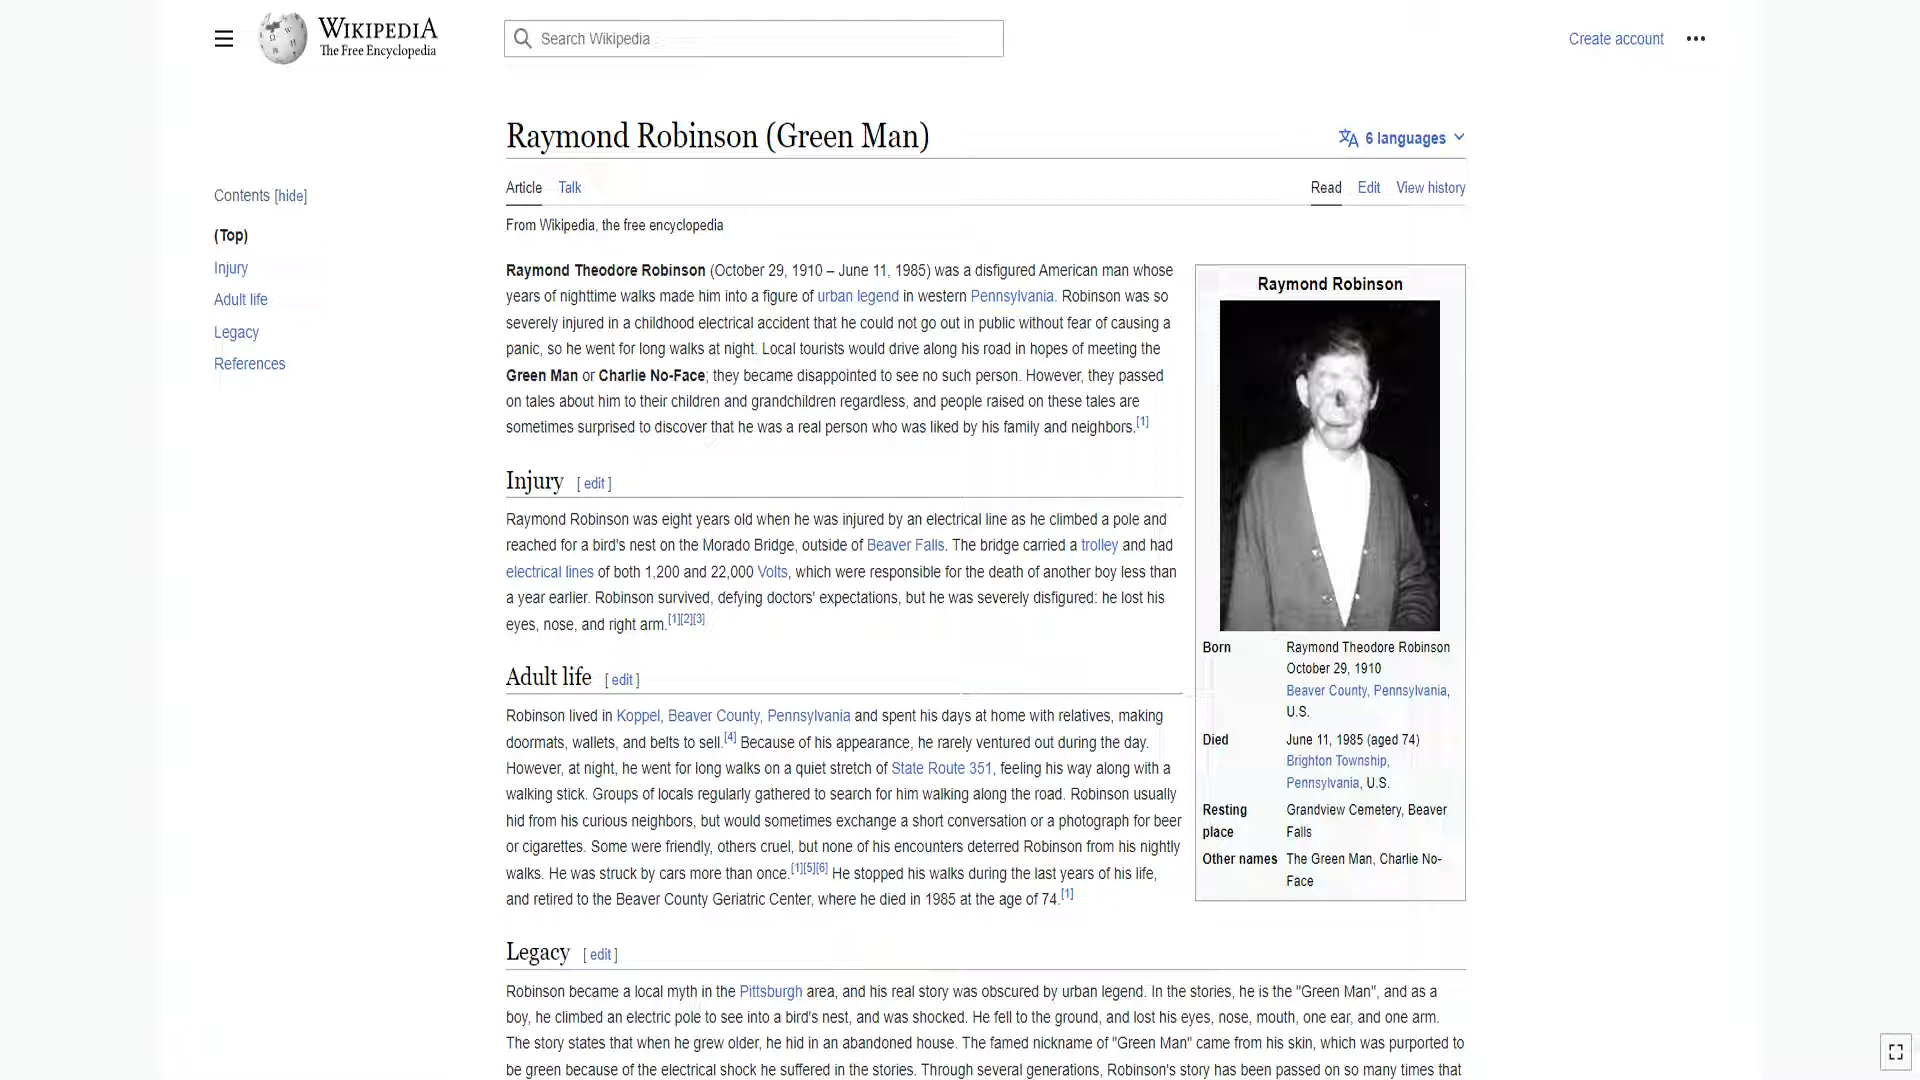 WIKIPEDIA
The Free Encyclopedia
Search Wikipedia
Create account
Raymond Robinson (Green Man)
6 languages
Article Talk
Read Edit View history
From Wikipedia, the free encyclopedia
Contents [hide]
(Top)
Injury
Adult life
Legacy
References
Raymond Theodore Robinson (October 29, 1910 – June 11, 1985) was a disfigured American man whose
years of nighttime walks made him into a figure of urban legend in western Pennsylvania. Robinson was so
severely injured in a childhood electrical accident that he could not go out in public without fear of causing a
panic, so he went for long walks at night. Local tourists would drive along his road in hopes of meeting the
Green Man or Charlie No-Face; they became disappointed to see no such person. However, they passed
on tales about him to their children and grandchildren regardless, and people raised on these tales are
sometimes surprised to discover that he was a real person who was liked by his family and neighbors.[1]
Injury [ edit ]
Raymond Robinson was eight years old when he was injured by an electrical line as he climbed a pole and
reached for a bird's nest on the Morado Bridge, outside of Beaver Falls. The bridge carried a trolley and had
electrical lines of both 1,200 and 22,000 Volts, which were responsible for the death of another boy less than
a year earlier. Robinson survived, defying doctors' expectations, but he was severely disfigured: he lost his
eyes, nose, and right arm.[1][2][3]
Adult life [ edit ]
Robinson lived in Koppel, Beaver County, Pennsylvania and spent his days at home with relatives, making
doormats, wallets, and belts to sell.[4] Because of his appearance, he rarely ventured out during the day.
However, at night, he went for long walks on a quiet stretch of State Route 351, feeling his way along with a
walking stick. Groups of locals regularly gathered to search for him walking along the road. Robinson usually
hid from his curious neighbors, but would sometimes exchange a short conversation or a photograph for beer
or cigarettes. Some were friendly, others cruel, but none of his encounters deterred Robinson from his nightly
walks. He was struck by cars more than once.[1][5][6] He stopped his walks during the last years of his life,
and retired to the Beaver County Geriatric Center, where he died in 1985 at the age of 74.[1]
Raymond Robinson
Born Raymond Theodore Robinson
October 29, 1910
Beaver County, Pennsylvania,
U.S.
Died June 11, 1985 (aged 74)
Brighton Township,
Pennsylvania, U.S.
Resting Grandview Cemetery, Beaver
place Falls
Other names The Green Man, Charlie No-
Face
Legacy [ edit ]
Robinson became a local myth in the Pittsburgh area, and his real story was obscured by urban legend. In the stories, he is the "Green Man", and as a
boy, he climbed an electric pole to see into a bird's nest, and was shocked. He fell to the ground, and lost his eyes, nose, mouth, one ear, and one arm.
The story states that when he grew older, he hid in an abandoned house. The famed nickname of "Green Man" came from his skin, which was purported to
be green because of the electrical shock he suffered in the stories. Through several generations, Robinson's story has been passed on so many times that